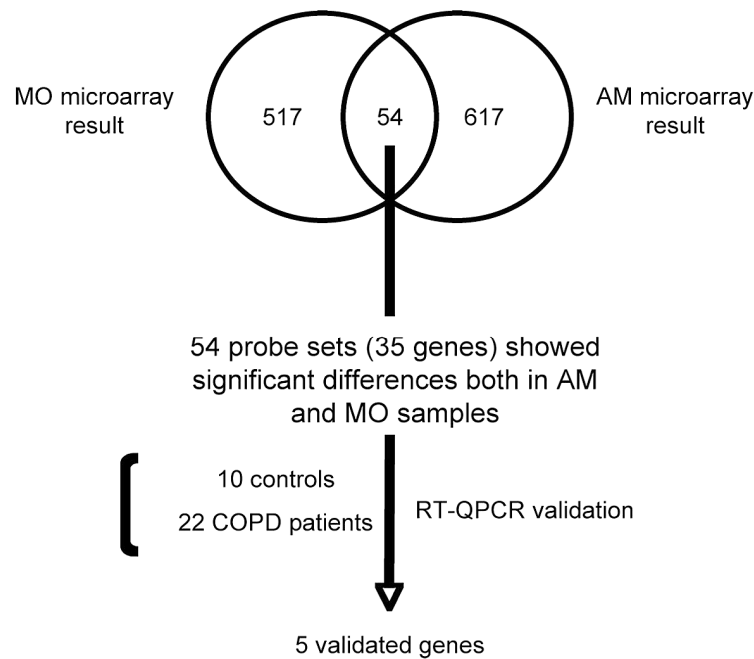 MO microarray
result
517
54
617
AM microarray
result
54 probe sets (35 genes) showed
significant differences both in AM
and MO samples
10 controls
22 COPD patients
RT-QPCR validation
5 validated genes